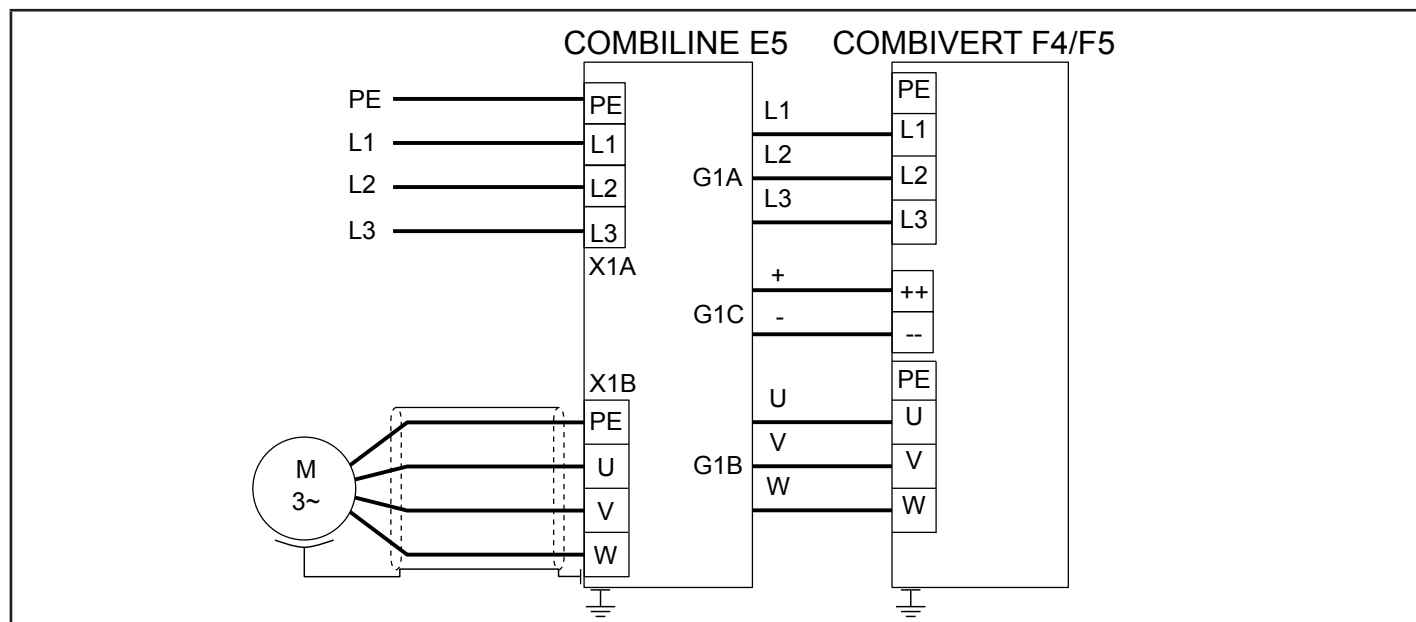 COMBILINE E5 COMBIVERT F4/F5
PE
L1
L2
L3
PE
L1
L2
L3
X1A
G1A
L1
L2
L3
PE
L1
L2
L3
G1C
+
-
++
--
X1B
PE
U
V
W
M
3~
G1B
U
V
W
PE
U
V
W